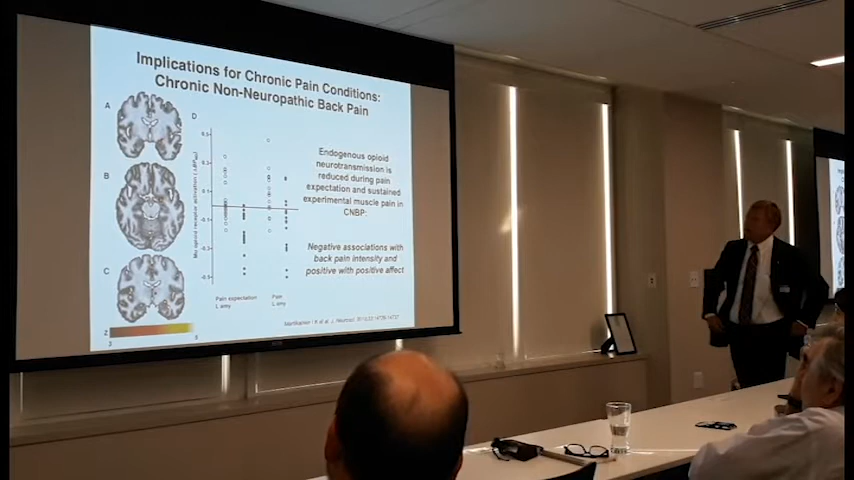 Implications for Chronic Pain Conditions:
Chronic Non-Neuropathic Back Pain
A
B
C
D
Endogenous opioid
neurotransmission is
reduced during pain
expectation and sustained
experimental muscle pain in
CNBP:
Negative associations with
back pain intensity and
positive with positive affect
Pain expectation
L amy
Pain
L amy
J. Neurosci
Z
3